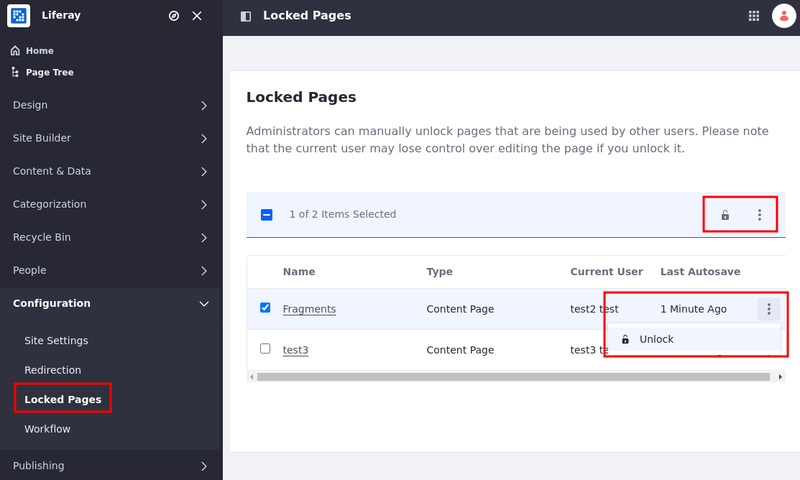 Liferay
Locked Pages
Home
Page Tree
Design
Site Builder
Content & Data
Categorization
Recycle Bin
People
Configuration
Site Settings
Redirection
Locked Pages
Workflow
Publishing
Locked Pages
Administrators can manually unlock pages that are being used by other users. Please note
that the current user may lose control over editing the page if you unlock it.
1 of 2 Items Selected
Name Type Current User Last Autosave
Fragments Content Page test2 test 1 Minute Ago
Unlock
test3 Content Page test3